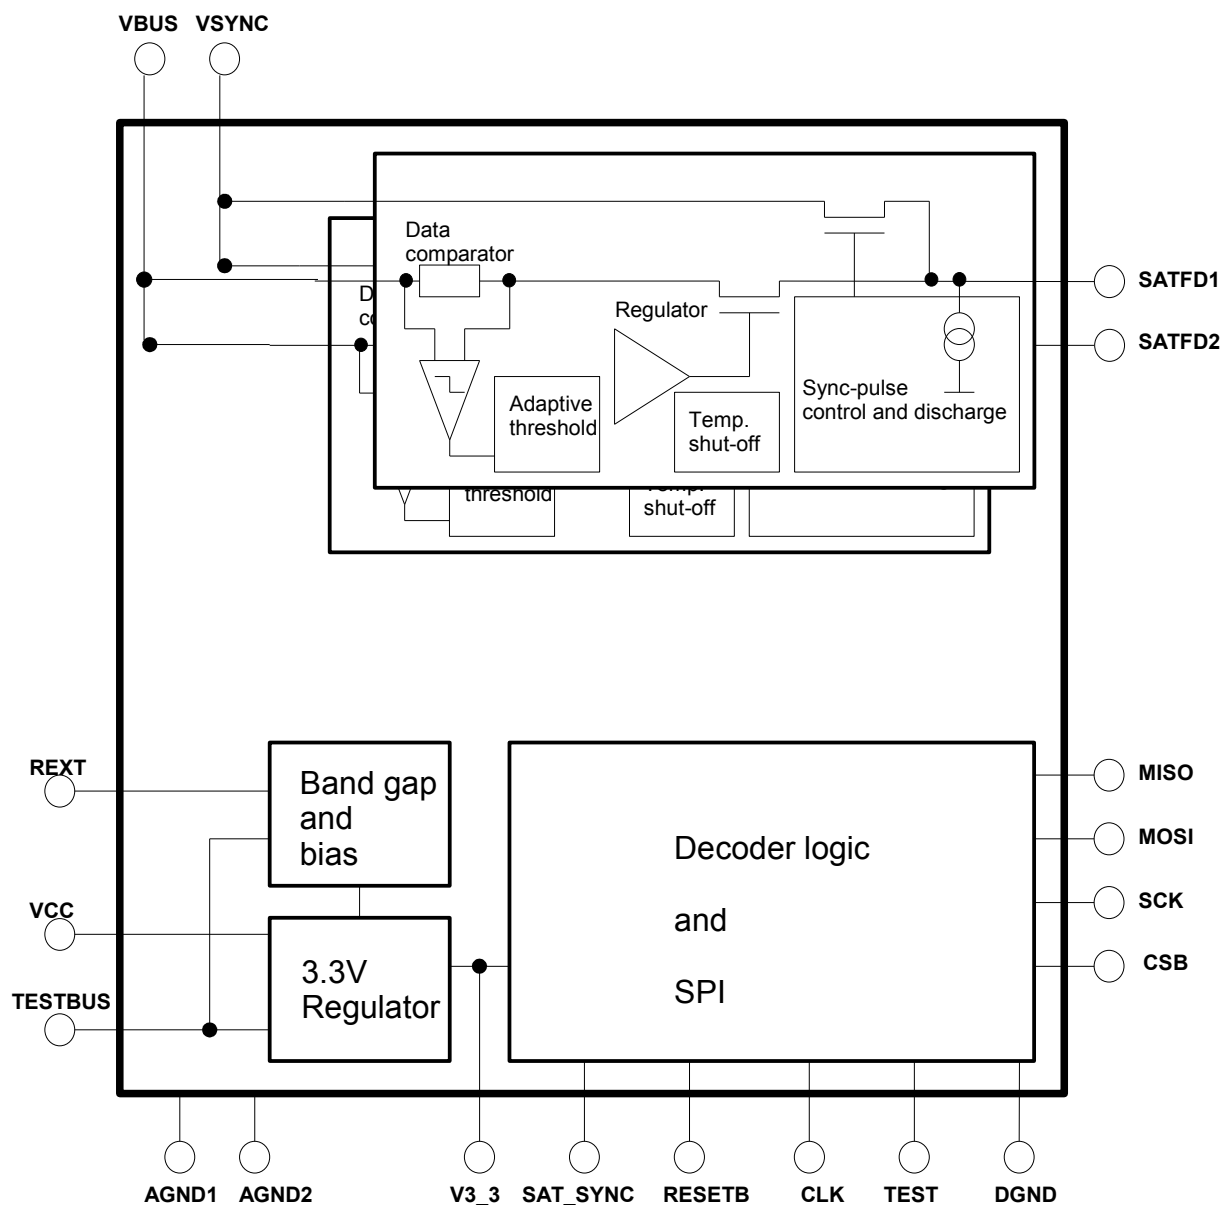 VBUS VSYNC
Data
comparator
SATFD1
Regulator
SATFD2
Adaptive
threshold
Temp.
shut-off
Sync-pulse
control and discharge
threshold
Temp.
shut-off
REXT
Band gap
and
bias
VCC
3.3V
Regulator
TESTBUS
Decoder logic
and
SPI
MISO
MOSI
SCK
CSB
AGND1 AGND2 V3_3 SAT_SYNC RESETB CLK TEST DGND